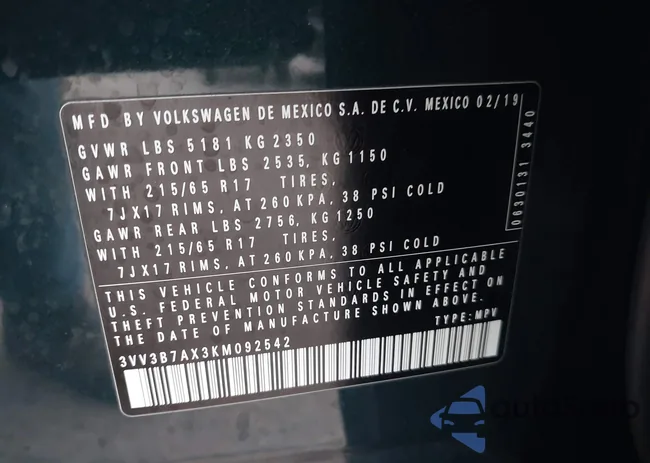 MFD BY VOLKSWAGEN DE MEXICO S.A. DE C.V. MEXICO 02/19
GVWR LBS 5181 KG 2350
GAWR FRONT LBS 2535, KG 1150
WITH 215/65 R17 TIRES,
7JX17 RIMS, AT 260 KPA, 38 PSI COLD
GAWR REAR LBS 2756, KG 1250
WITH 215/65 R17 TIRES,
7JX17 RIMS, AT 260 KPA, 38 PSI COLD
0630131 3440
THIS VEHICLE CONFORMS TO ALL APPLICABLE
U.S. FEDERAL MOTOR VEHICLE SAFETY AND
THEFT PREVENTION STANDARDS IN EFFECT ON
THE DATE OF MANUFACTURE SHOWN ABOVE.
TYPE: MPV
3VV3B7AX3KM092542